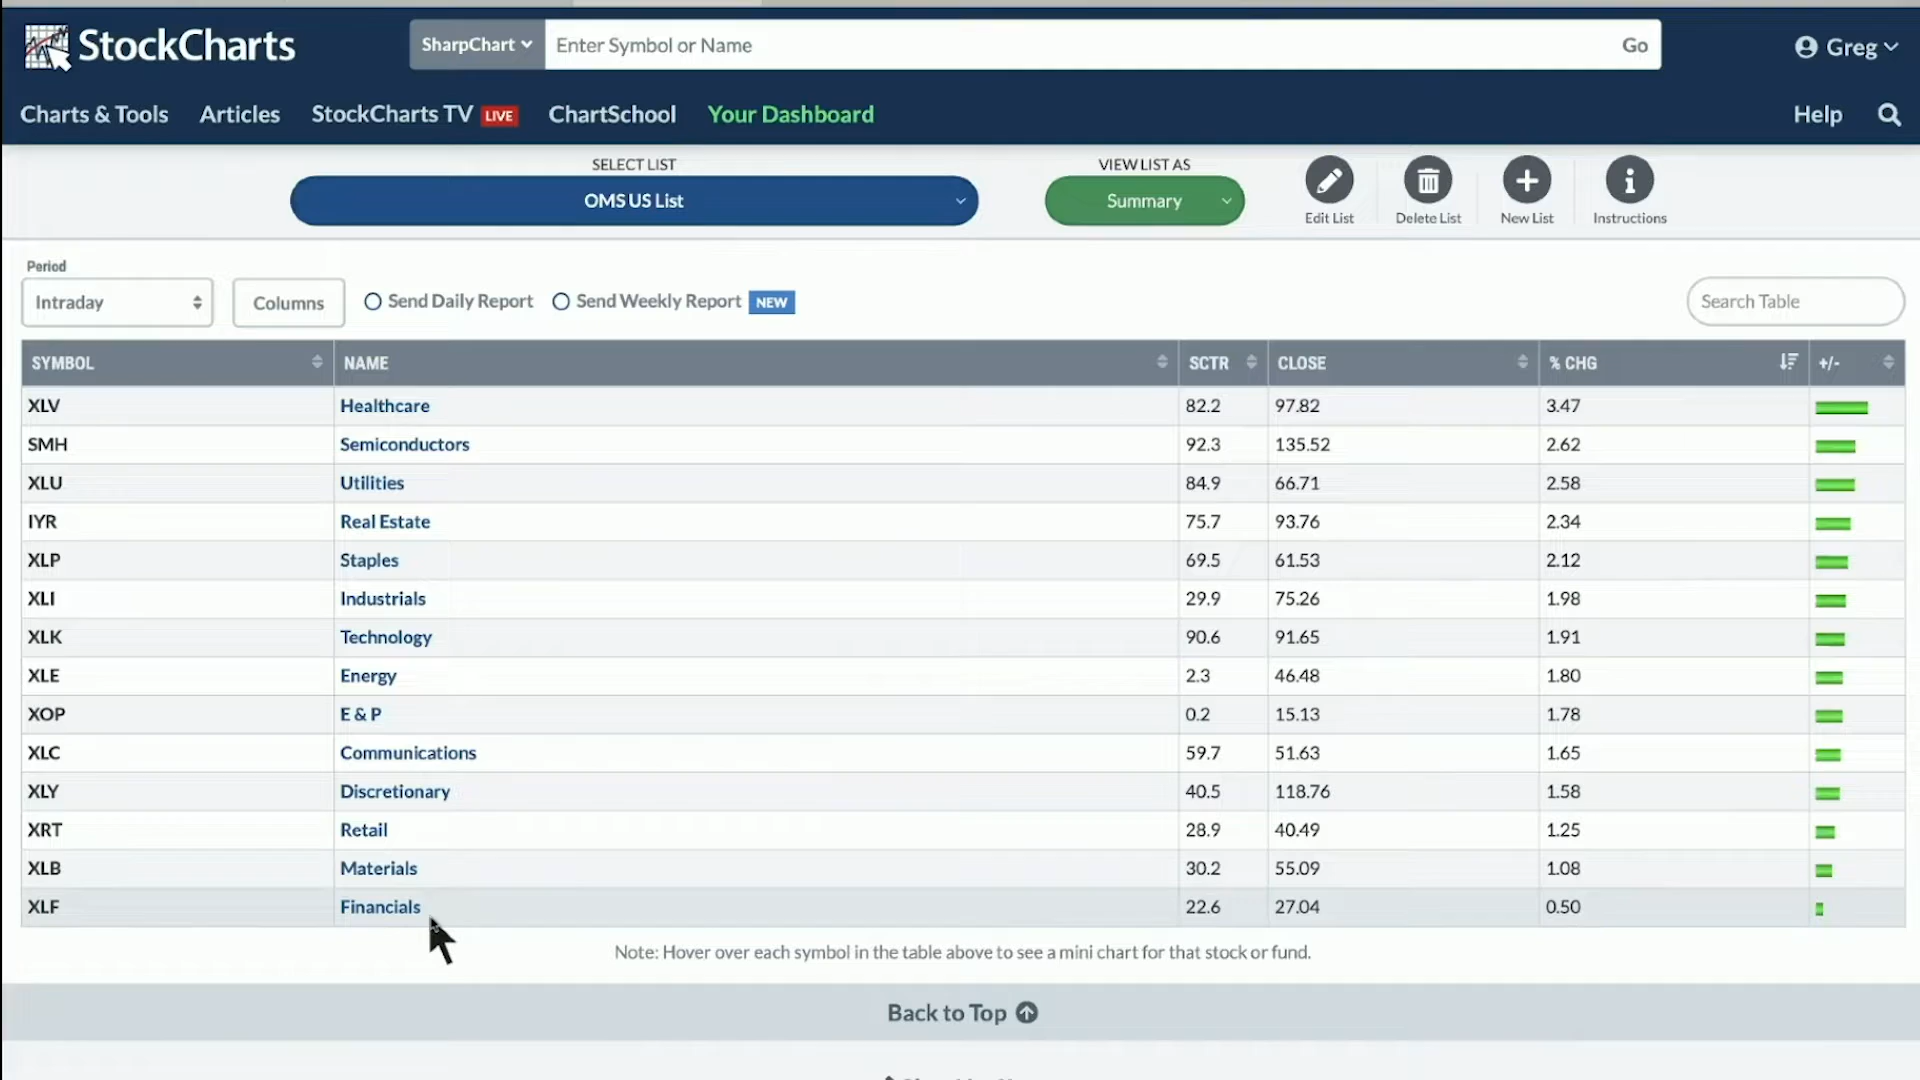 StockCharts
SharpChart
Enter Symbol or Name
Go
Greg
Charts & Tools
Articles
StockCharts TV LIVE
ChartSchool
Your Dashboard
Help
SELECT LIST
OMS US List
VIEW LIST AS
Summary
Edit List
Delete List
New List
Instructions
Period
Intraday
Columns
Send Daily Report
Send Weekly Report NEW
Search Table
SYMBOL NAME SCTR CLOSE % CHG +/-
XLV Healthcare 82.2 97.82 3.47
SMH Semiconductors 92.3 135.52 2.62
XLU Utilities 84.9 66.71 2.58
IYR Real Estate 75.7 93.76 2.34
XLP Staples 69.5 61.53 2.12
XLI Industrials 29.9 75.26 1.98
XLK Technology 90.6 91.65 1.91
XLE Energy 2.3 46.48 1.80
XOP E & P 0.2 15.13 1.78
XLC Communications 59.7 51.63 1.65
XLY Discretionary 40.5 118.76 1.58
XRT Retail 28.9 40.49 1.25
XLB Materials 30.2 55.09 1.08
XLF Financials 22.6 27.04 0.50
Note: Hover over each symbol in the table above to see a mini chart for that stock or fund.
Back to Top